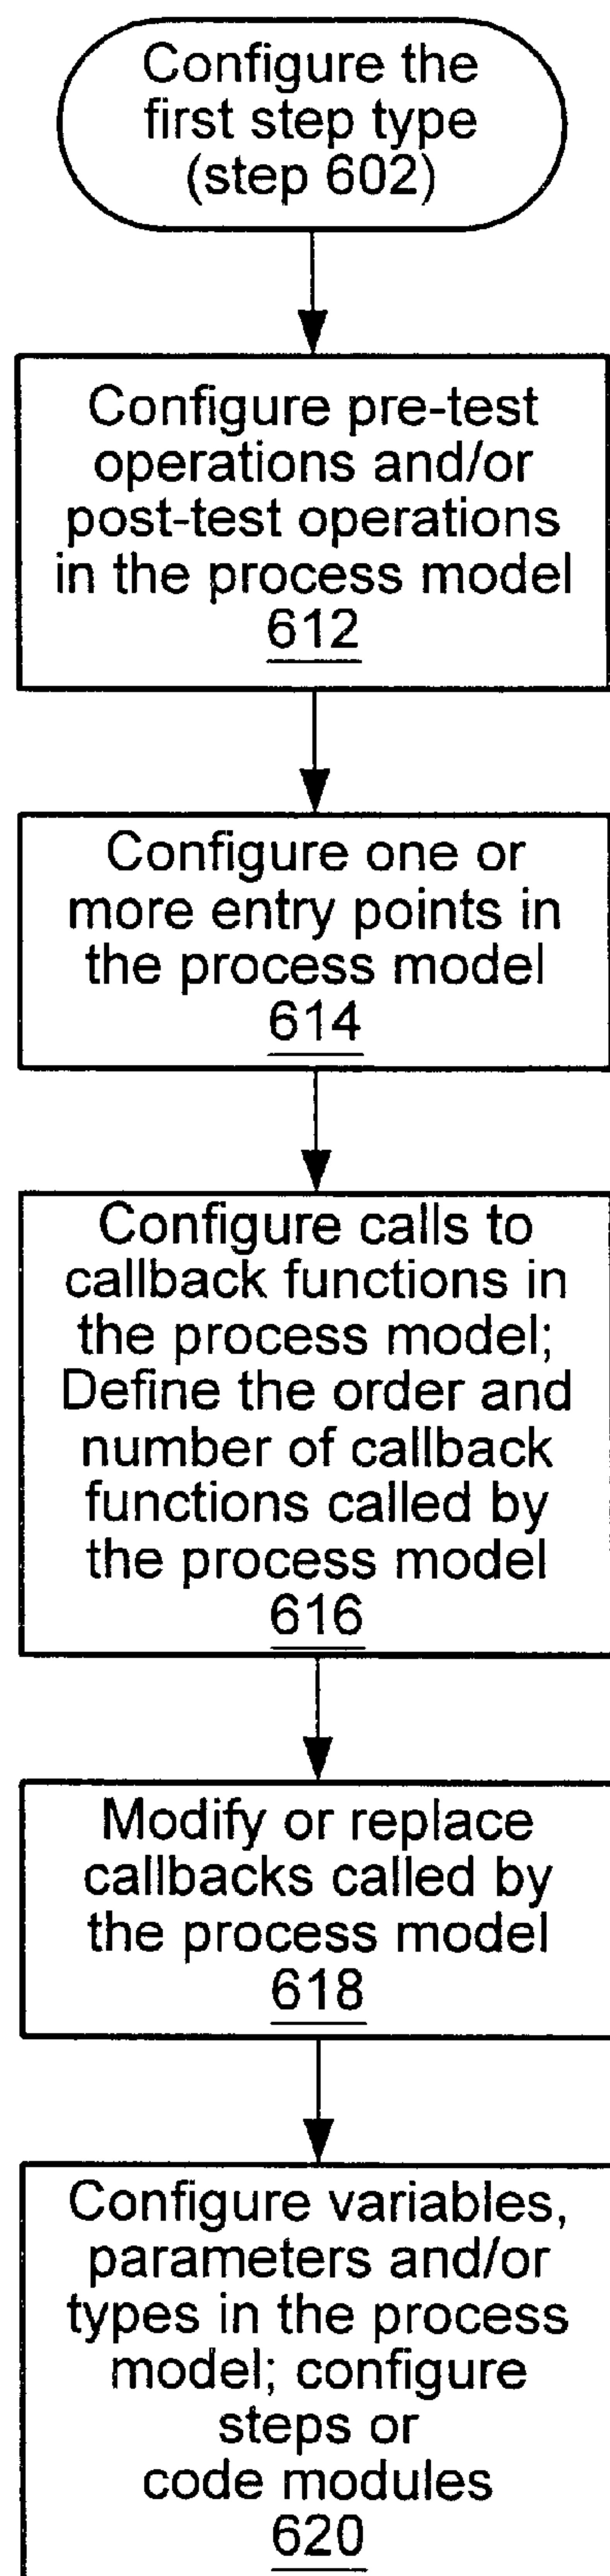 Configure the
first step type
(step 602)
Configure pre-test
operations and/or
post-test operations
in the process model
612
Configure one or
more entry points in
the process model
614
Configure calls to
callback functions in
the process model;
Define the order and
number of callback
functions called by
the process model
616
Modify or replace
callbacks called by
the process model
618
Configure variables,
parameters and/or
types in the process
model; configure
steps or
code modules
620